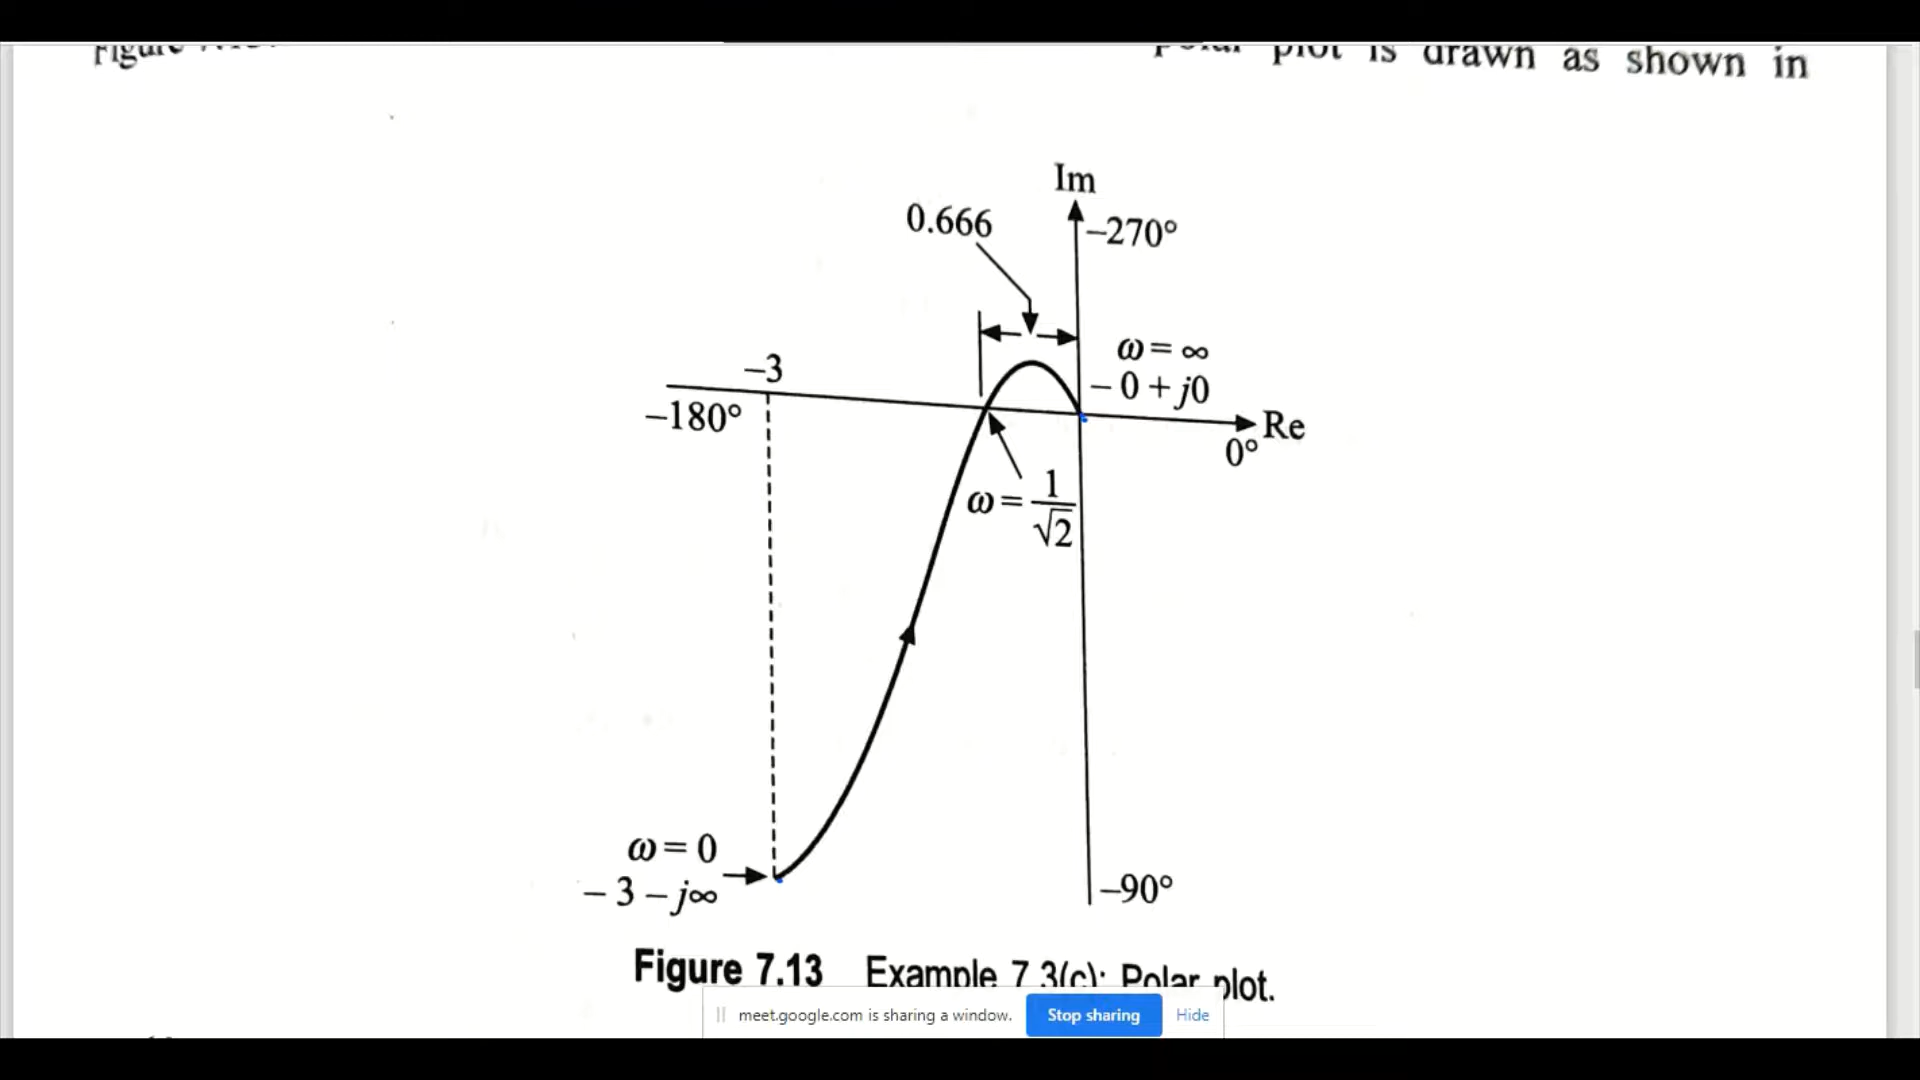 Figure
polar plot is drawn as shown in
Im
0.666
–270°
ω = ∞
–3
– 0 + j0
–180°
Re
0°
ω = 1/√2
ω = 0
– 3 – j∞
–90°
Figure 7.13 Example 7.3(c): Polar plot.
meet.google.com is sharing a window. Stop sharing Hide